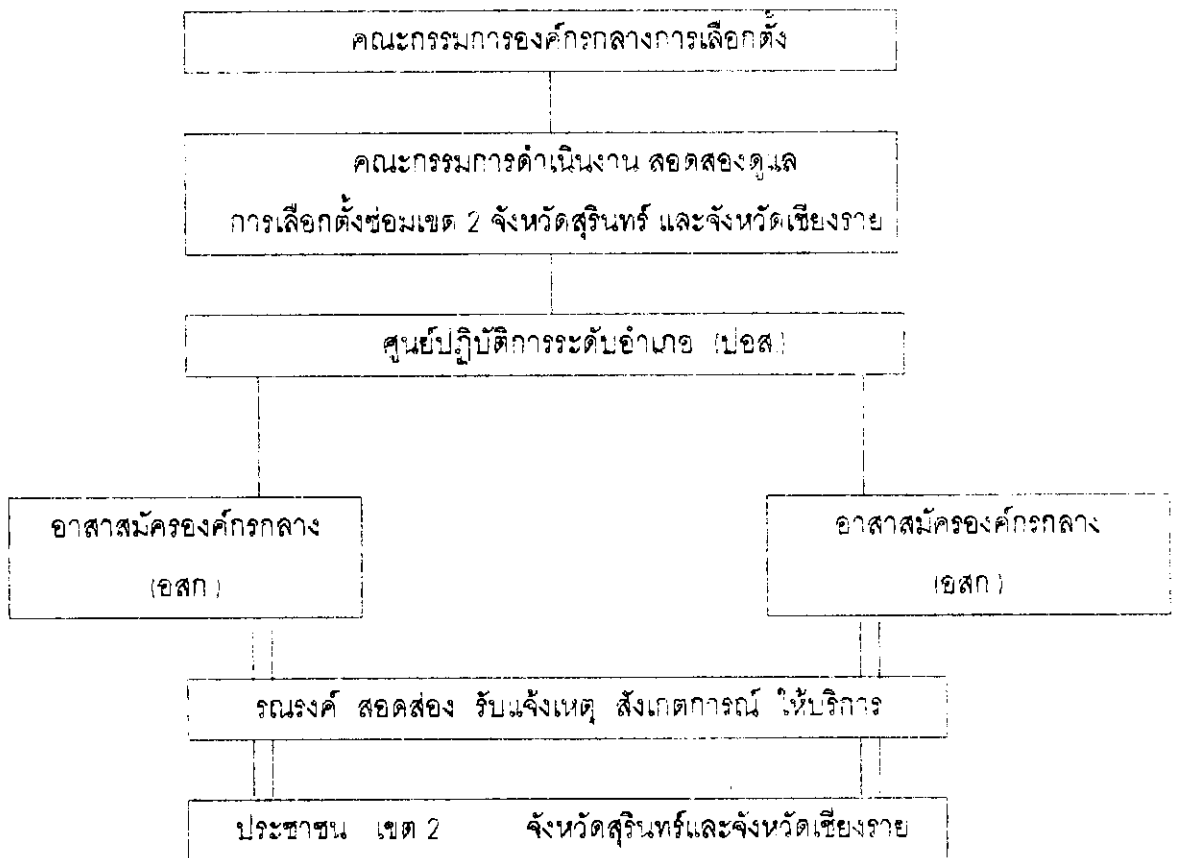 คณะกรรมการองค์กรกลางการเลือกตั้ง
คณะกรรมการดำเนินงาน สอดสองดูแล
การเลือกตั้งซ่อมเขต 2 จังหวัดสุรินทร์ และจังหวัดเชียงราย
ศูนย์ปฏิบัติการระดับอำเภอ (ปอส.)
อาสาสมัครองค์กรกลาง
(อสก.)
อาสาสมัครองค์กรกลาง
(อสก.)
รณรงค์ สอดส่อง รับแจ้งเหตุ สังเกตการณ์ ให้บริการ
ประชาชน เขต 2 จังหวัดสุรินทร์และจังหวัดเชียงราย